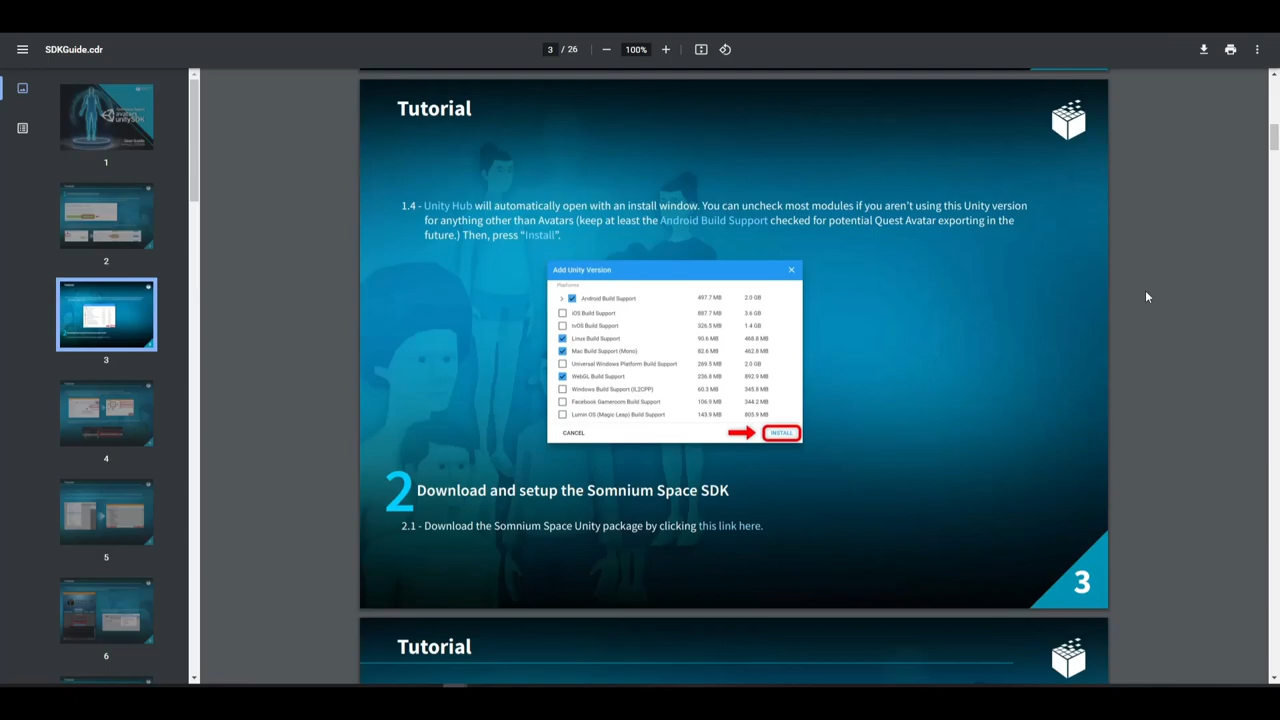 SDKGuide.cdr
3 / 26
100%
1
2
3
4
5
6
Tutorial
1.4 - Unity Hub will automatically open with an install window. You can uncheck most modules if you aren't using this Unity version
for anything other than Avatars (keep at least the Android Build Support checked for potential Quest Avatar exporting in the
future.) Then, press “Install”.
Add Unity Version
Platforms
Android Build Support 497.7 MB 2.0 GB
iOS Build Support 887.7 MB 3.6 GB
tvOS Build Support 326.5 MB 1.4 GB
Linux Build Support 90.6 MB 468.8 MB
Mac Build Support (Mono) 82.6 MB 462.8 MB
Universal Windows Platform Build Support 269.5 MB 2.0 GB
WebGL Build Support 236.8 MB 892.9 MB
Windows Build Support (IL2CPP) 60.3 MB 345.8 MB
Facebook Gameroom Build Support 106.9 MB 344.2 MB
Lumin OS (Magic Leap) Build Support 143.9 MB 805.9 MB
CANCEL
INSTALL
2 Download and setup the Somnium Space SDK
2.1 - Download the Somnium Space Unity package by clicking this link here.
3
Tutorial